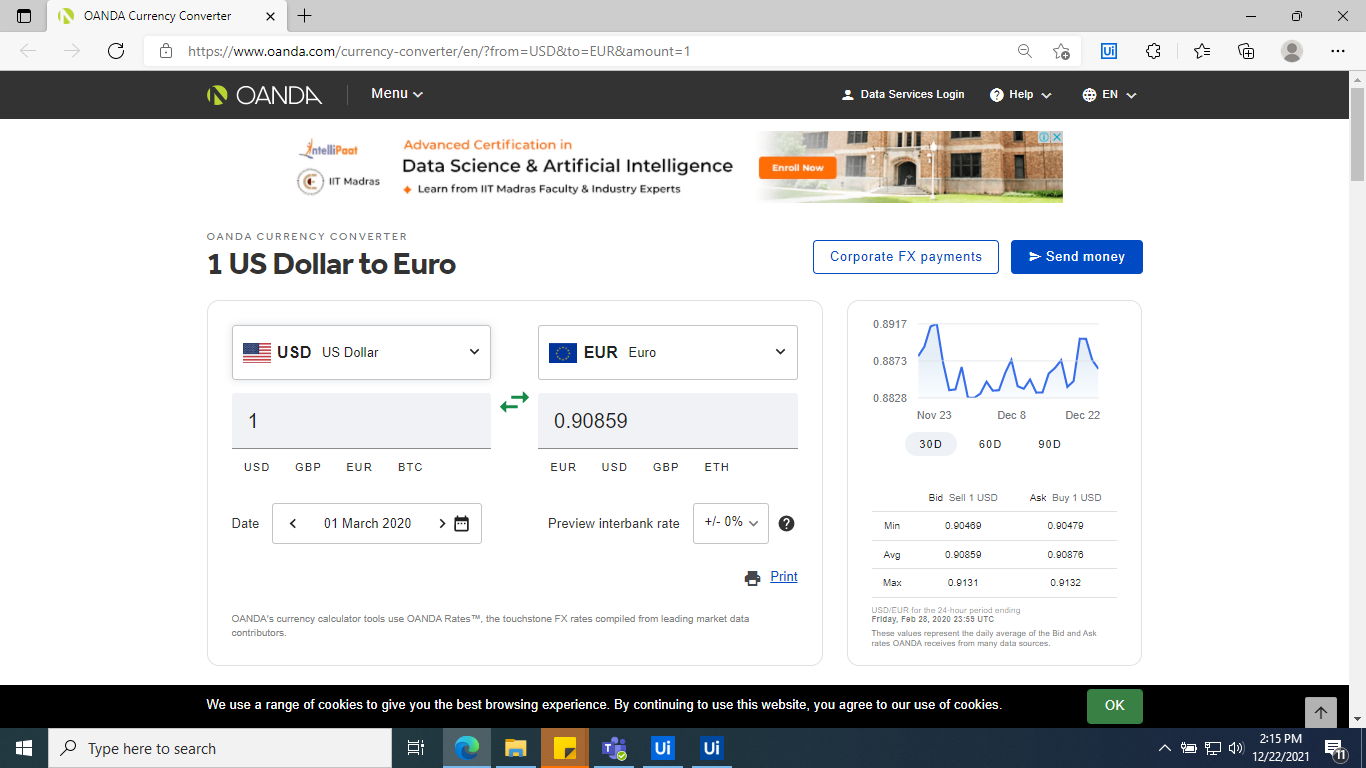 OANDA Currency Converter
https://www.oanda.com/currency-converter/en/?from=USD&to=EUR&amount=1
Ui
OANDA
Menu
Data Services Login
Help
EN
IntelliPaat
IIT Madras
Advanced Certification in
Data Science & Artificial Intelligence
Learn from IIT Madras Faculty & Industry Experts
Enroll Now
OANDA CURRENCY CONVERTER
1 US Dollar to Euro
Corporate FX payments
Send money
USD US Dollar
EUR Euro
1
0.90859
USD GBP EUR BTC
EUR USD GBP ETH
Date
01 March 2020
Preview interbank rate
+/- 0%
Print
OANDA's currency calculator tools use OANDA Rates™, the touchstone FX rates compiled from leading market data
contributors.
0.8917
0.8873
0.8828
Nov 23 Dec 8 Dec 22
30D 60D 90D
Bid Sell 1 USD Ask Buy 1 USD
Min 0.90469 0.90479
Avg 0.90859 0.90876
Max 0.9131 0.9132
USD/EUR for the 24-hour period ending
Friday, Feb 28, 2020 23:59 UTC
These values represent the daily average of the Bid and Ask
rates OANDA receives from many data sources.
We use a range of cookies to give you the best browsing experience. By continuing to use this website, you agree to our use of cookies.
OK
Type here to search
Ui
Ui
2:15 PM
12/22/2021
11